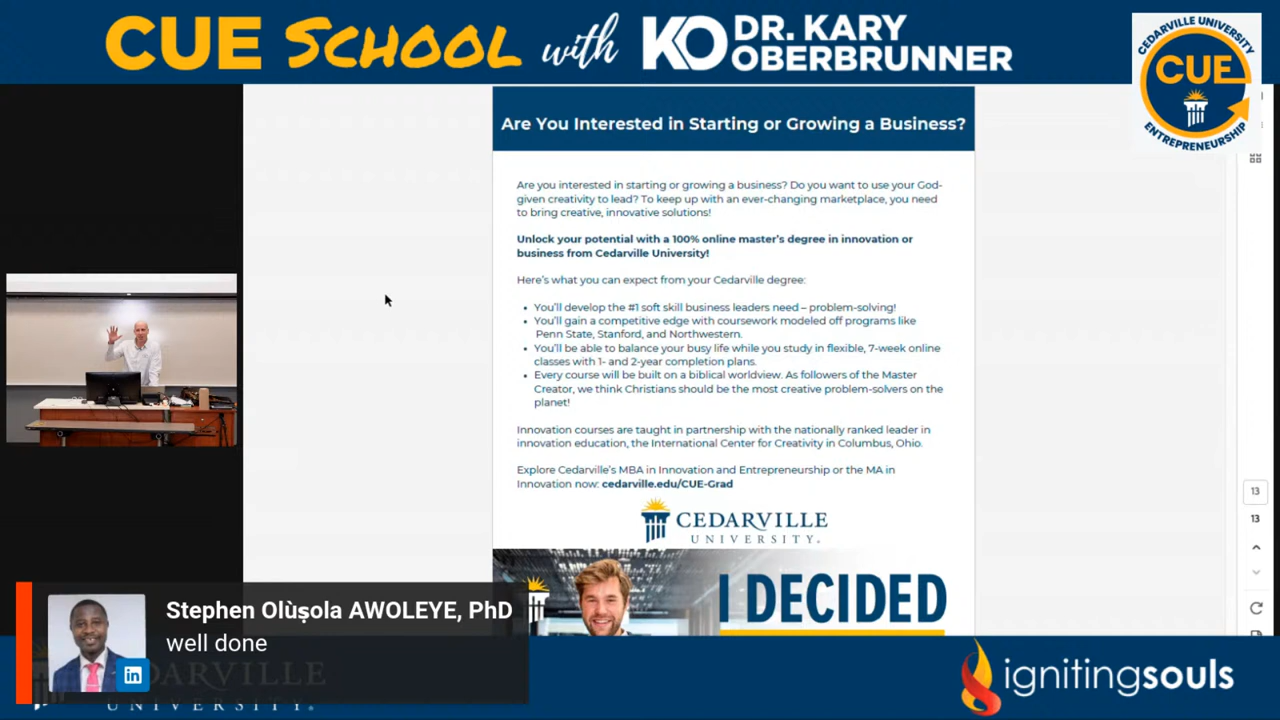 CUE SCHOOL with KO DR. KARY OBERBRUNNER
CEDARVILLE UNIVERSITY
CUE
ENTREPRENEURSHIP
Are You Interested in Starting or Growing a Business?
Are you interested in starting or growing a business? Do you want to use your God-
given creativity to lead? To keep up with an ever-changing marketplace, you need
to bring creative, innovative solutions!
Unlock your potential with a 100% online master's degree in innovation or
business from Cedarville University!
Here's what you can expect from your Cedarville degree:
• You'll develop the #1 soft skill business leaders need – problem-solving!
• You'll gain a competitive edge with coursework modeled off programs like
Penn State, Stanford, and Northwestern.
• You'll be able to balance your busy life while you study in flexible, 7-week online
classes with 1- and 2-year completion plans.
• Every course will be built on a biblical worldview. As followers of the Master
Creator, we think Christians should be the most creative problem-solvers on the
planet!
Innovation courses are taught in partnership with the nationally ranked leader in
innovation education, the International Center for Creativity in Columbus, Ohio.
Explore Cedarville's MBA in Innovation and Entrepreneurship or the MA in
Innovation now: cedarville.edu/CUE-Grad
CEDARVILLE
UNIVERSITY.
I DECIDED
13
13
Stephen Olùṣọla AWOLEYE, PhD
well done
in
CEDARVILLE
UNIVERSITY.
ignitingsouls